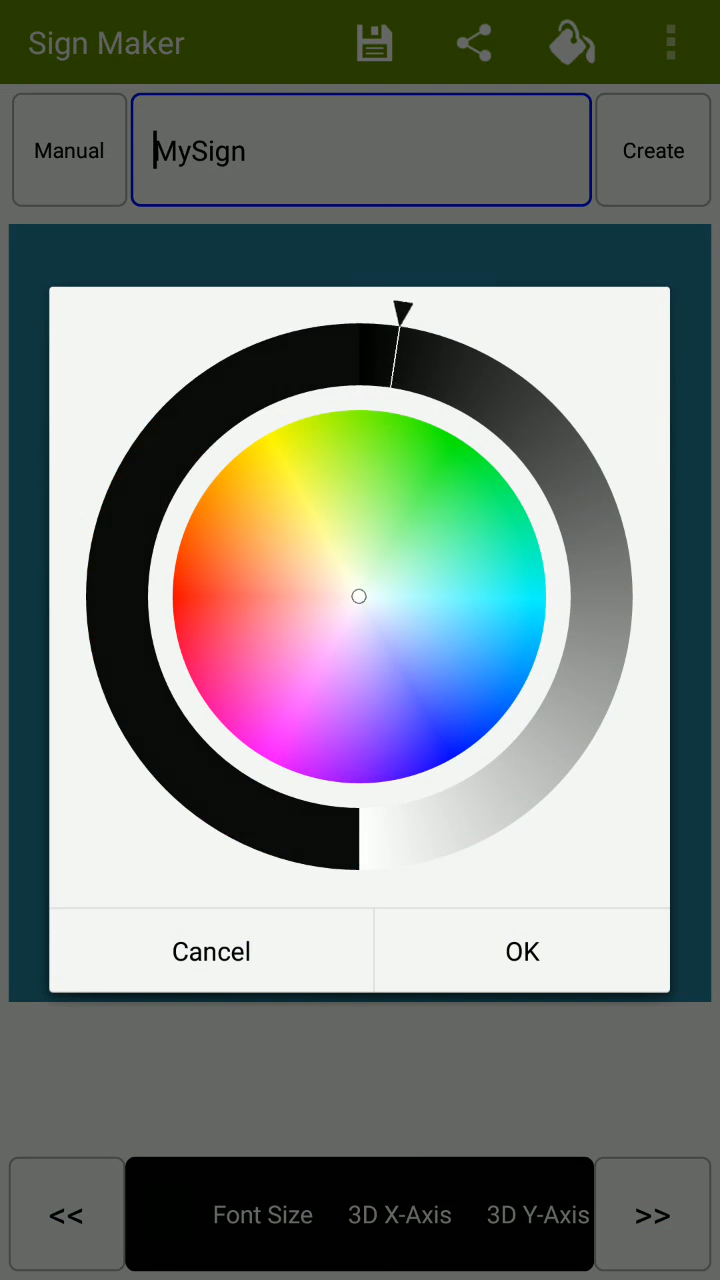 Sign Maker
Manual
MySign
Create
Cancel
OK
<<
Font Size
3D X-Axis
3D Y-Axis
>>